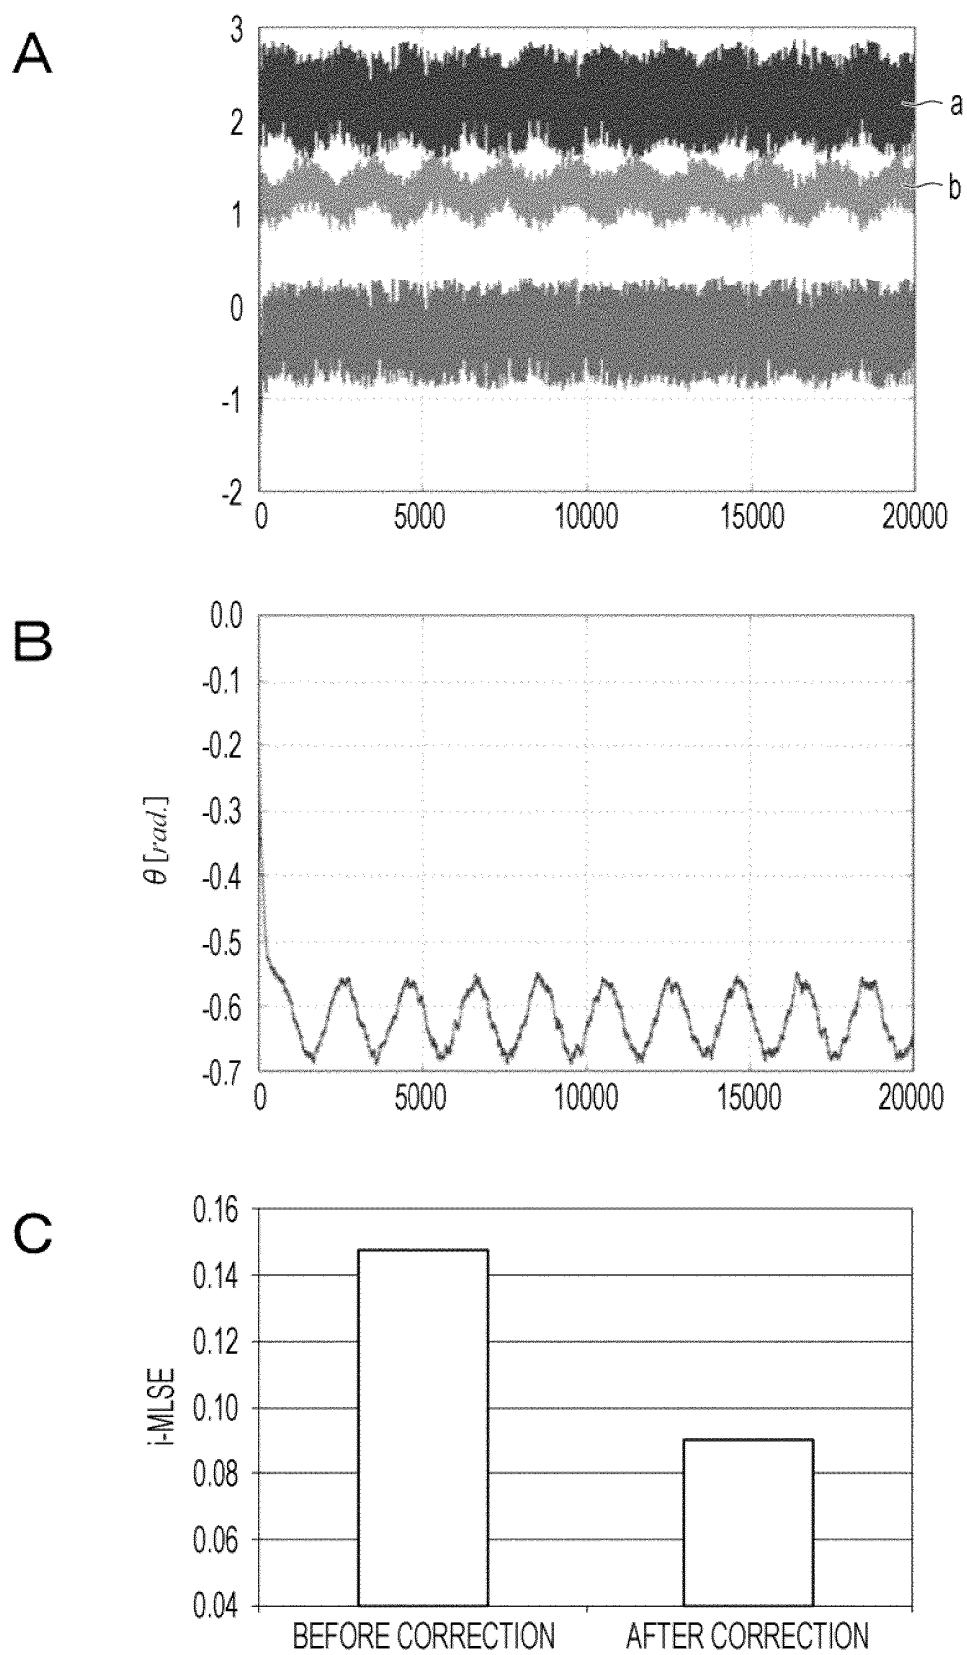 A
3
2
1
0
-1
-2
a
b
0 5000 10000 15000 20000
B
0.0
-0.1
-0.2
-0.3
-0.4
-0.5
-0.6
-0.7
θ [rad.]
0 5000 10000 15000 20000
C
0.16
0.14
0.12
0.10
0.08
0.06
0.04
i-MLSE
BEFORE CORRECTION AFTER CORRECTION